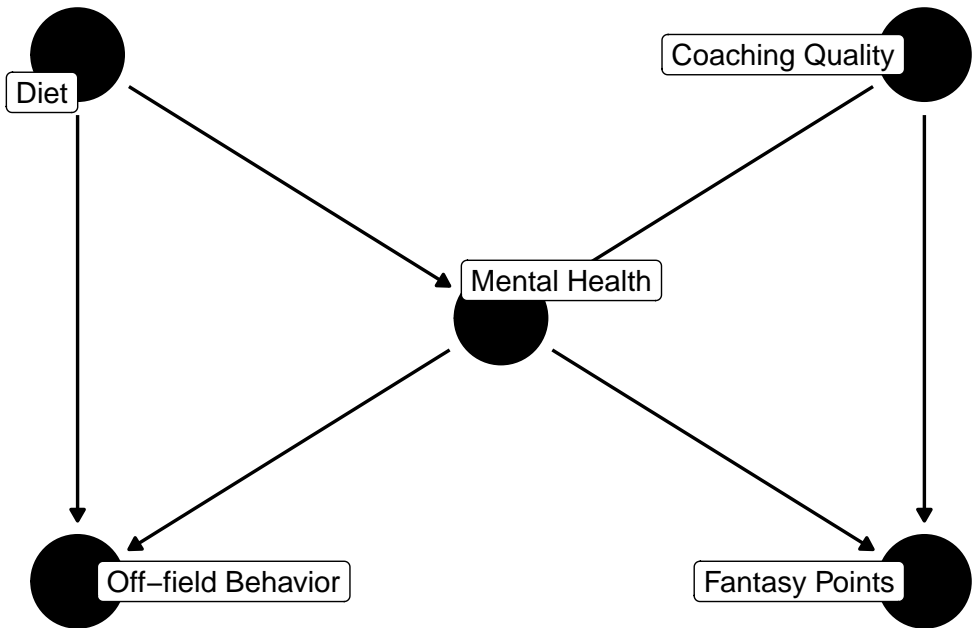 Coaching Quality
Diet
Mental Health
Off−field Behavior
Fantasy Points